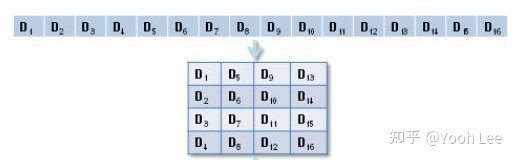 D₁ D₂ D₃ D₄ D₅ D₆ D₇ D₈ D₉ D₁₀ D₁₁ D₁₂ D₁₃ D₁₄ D₁₅ D₁₆
D₁ D₅ D₉ D₁₃
D₂ D₆ D₁₀ D₁₄
D₃ D₇ D₁₁ D₁₅
D₄ D₈ D₁₂ D₁₆
知乎 @Yooh Lee